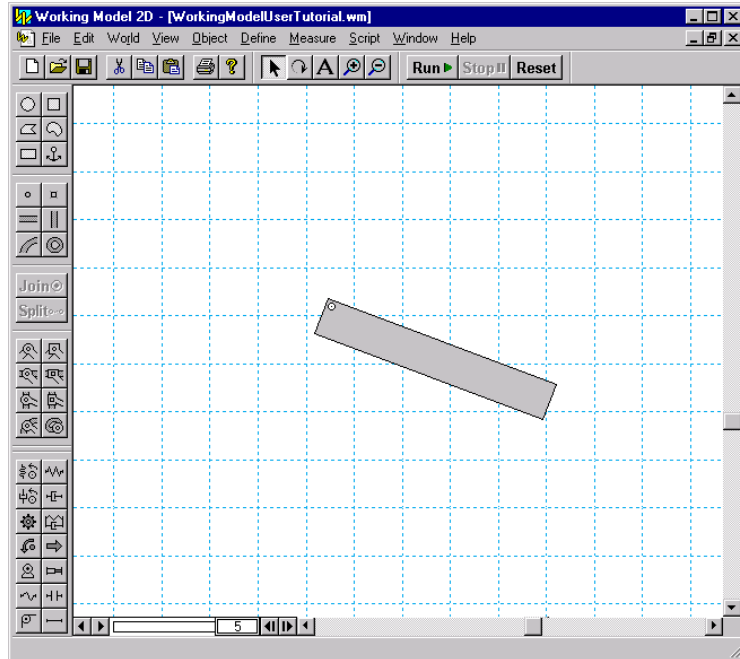 Working Model 2D - [WorkingModelUserTutorial.wm]
File Edit World View Object Define Measure Script Window Help
A Run Stop Reset
Join
Split
5